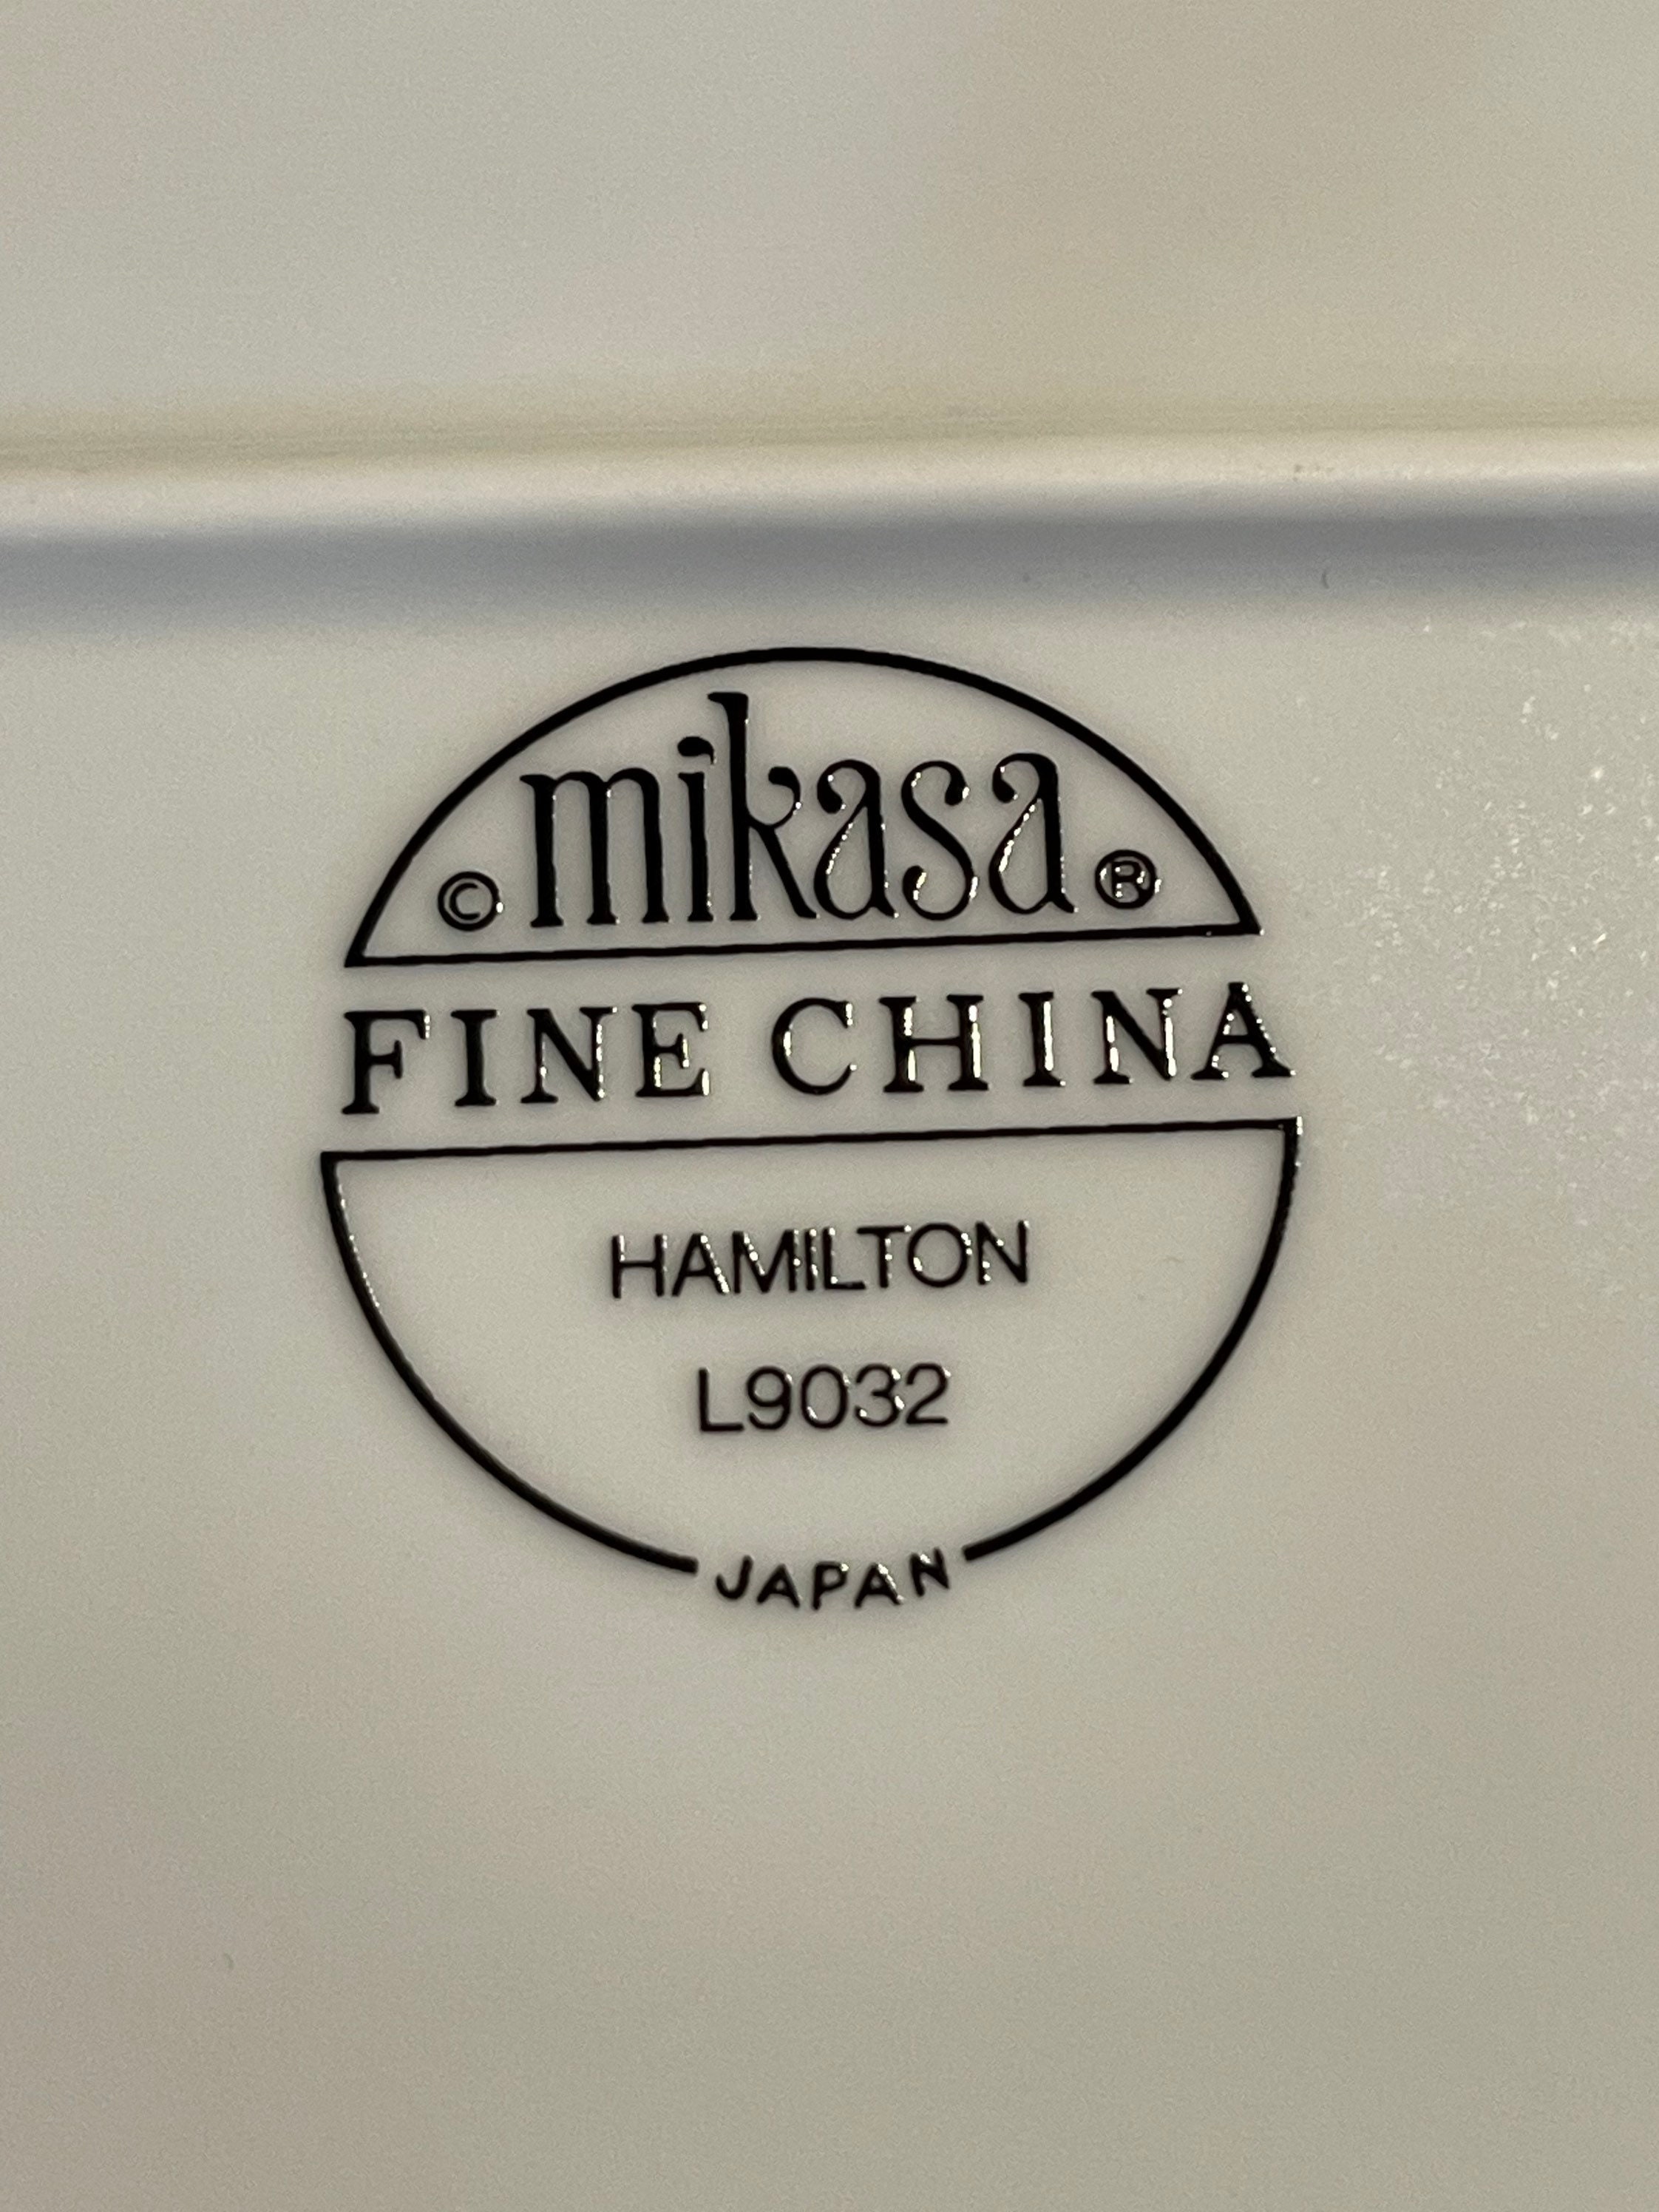 © mikasa ®
FINE CHINA
HAMILTON
L9032
JAPAN